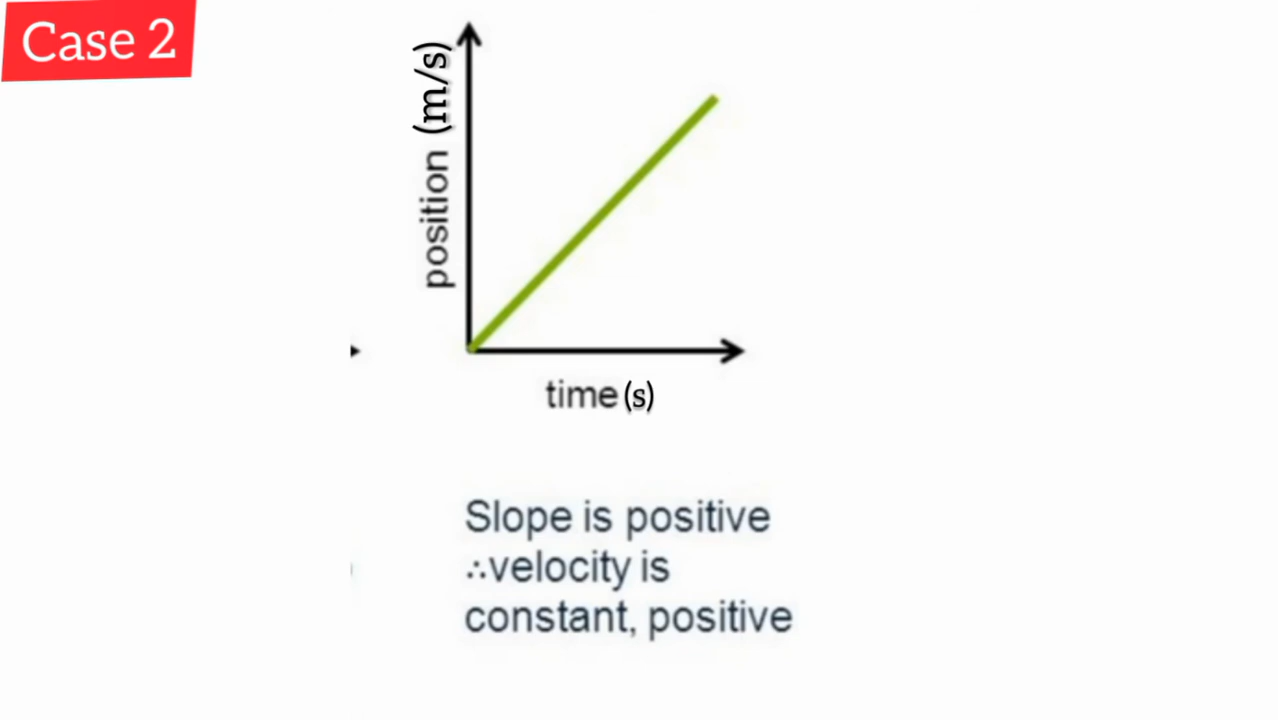 Case 2
position (m/s)
time (s)
Slope is positive
∴velocity is
constant, positive